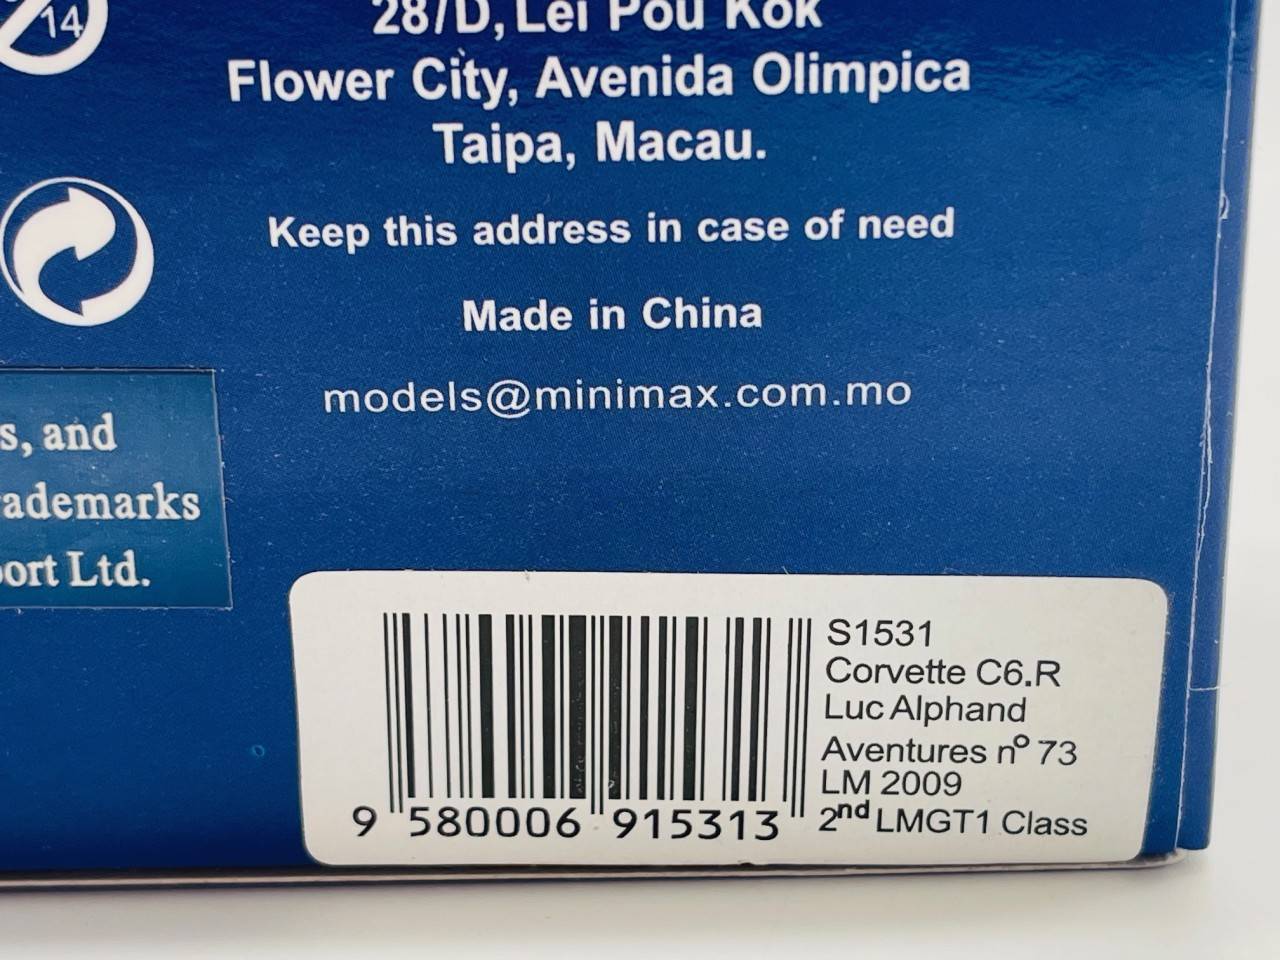 14
28/D, Lei Pou Kok
Flower City, Avenida Olimpica
Taipa, Macau.
Keep this address in case of need
Made in China
models@minimax.com.mo
s, and
ademarks
ort Ltd.
S1531
Corvette C6.R
Luc Alphand
Aventures nº 73
LM 2009
2nd LMGT1 Class
9 580006 915313